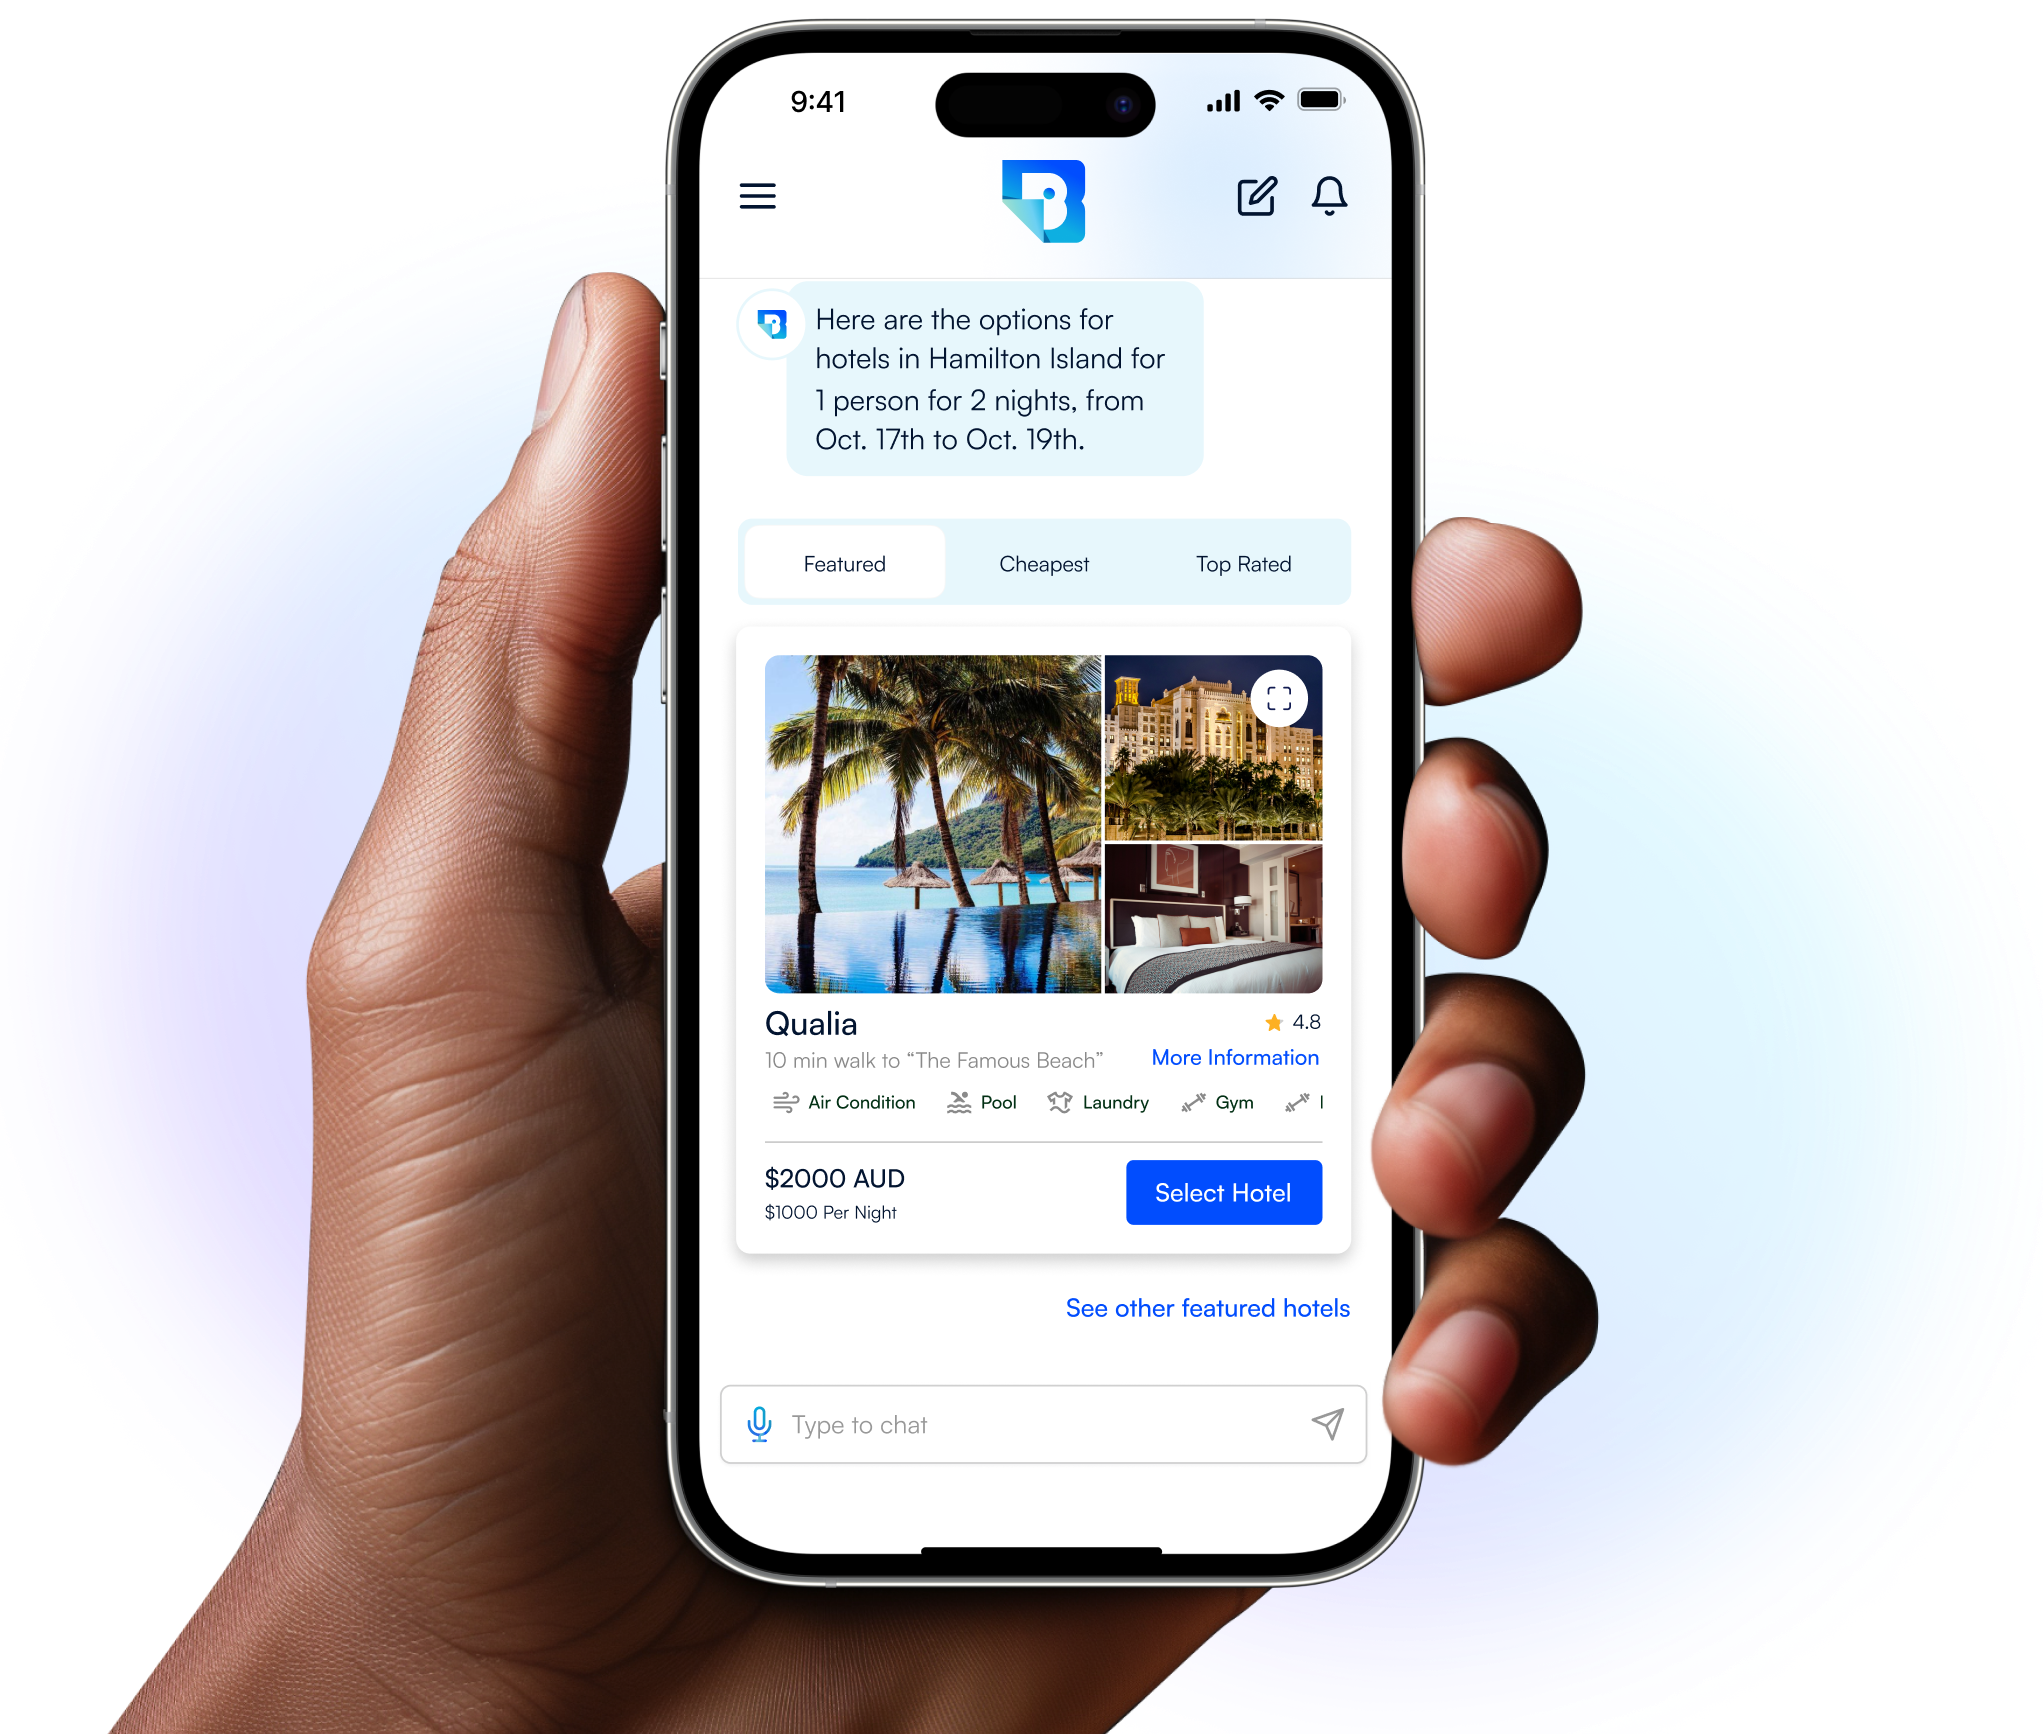 9:41
Here are the options for
hotels in Hamilton Island for
1 person for 2 nights, from
Oct. 17th to Oct. 19th.
Featured Cheapest Top Rated
Qualia 4.8
10 min walk to “The Famous Beach” More Information
Air Condition Pool Laundry Gym
$2000 AUD
$1000 Per Night
Select Hotel
See other featured hotels
Type to chat